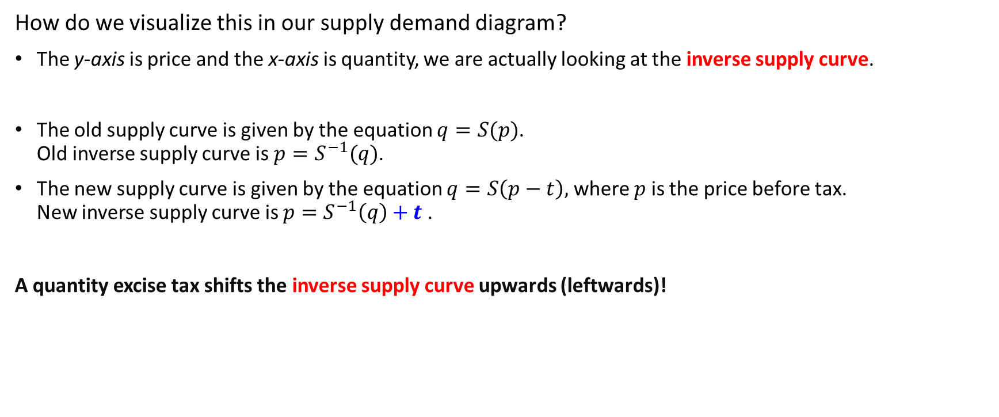 How do we visualize this in our supply demand diagram?
• The y-axis is price and the x-axis is quantity, we are actually looking at the inverse supply curve.
• The old supply curve is given by the equation q = S(p).
Old inverse supply curve is p = S⁻¹(q).
• The new supply curve is given by the equation q = S(p − t), where p is the price before tax.
New inverse supply curve is p = S⁻¹(q) + t .
A quantity excise tax shifts the inverse supply curve upwards (leftwards)!